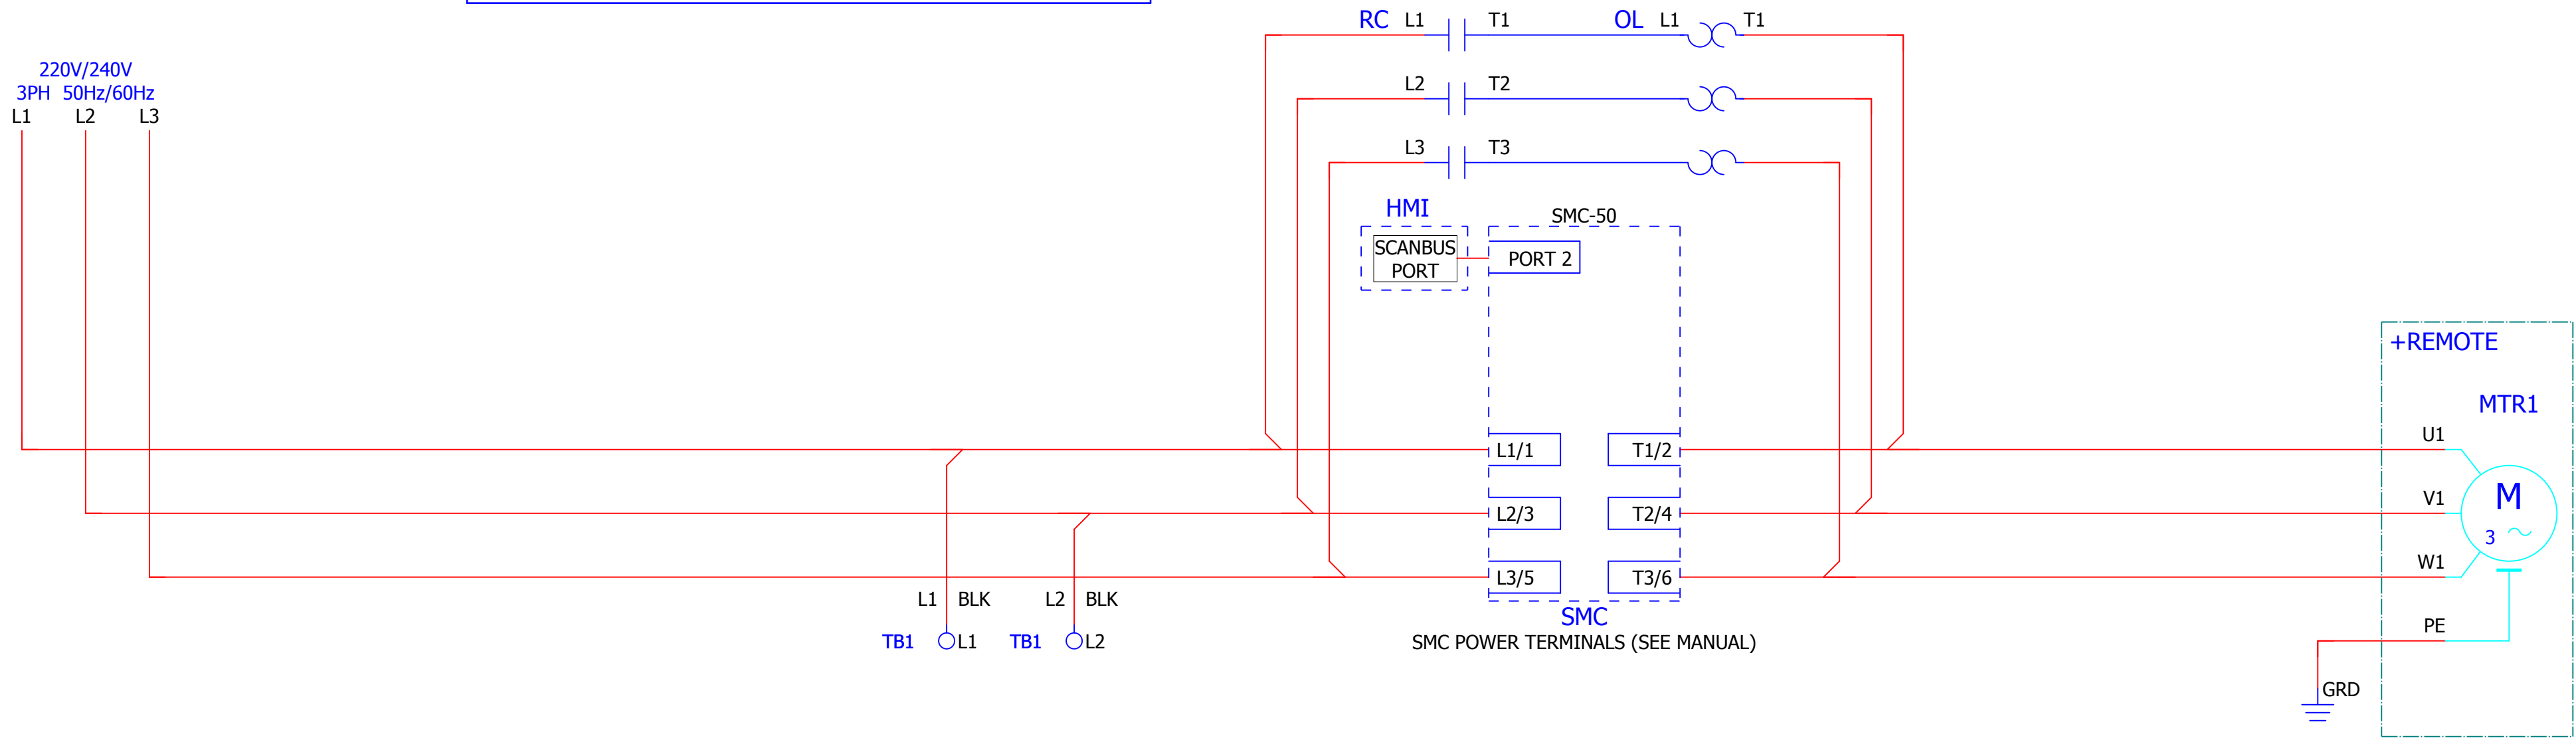 RC L1 T1 OL L1 T1
220V/240V
3PH 50Hz/60Hz
L1 L2 L3
L2 T2
L3 T3
HMI
SCANBUS
PORT
SMC-50
PORT 2
+REMOTE
MTR1
U1
L1/1 T1/2
V1
M
3
L2/3 T2/4
W1
L3/5 T3/6
L1 BLK L2 BLK
SMC
TB1 L1 TB1 L2
SMC POWER TERMINALS (SEE MANUAL)
PE
GRD